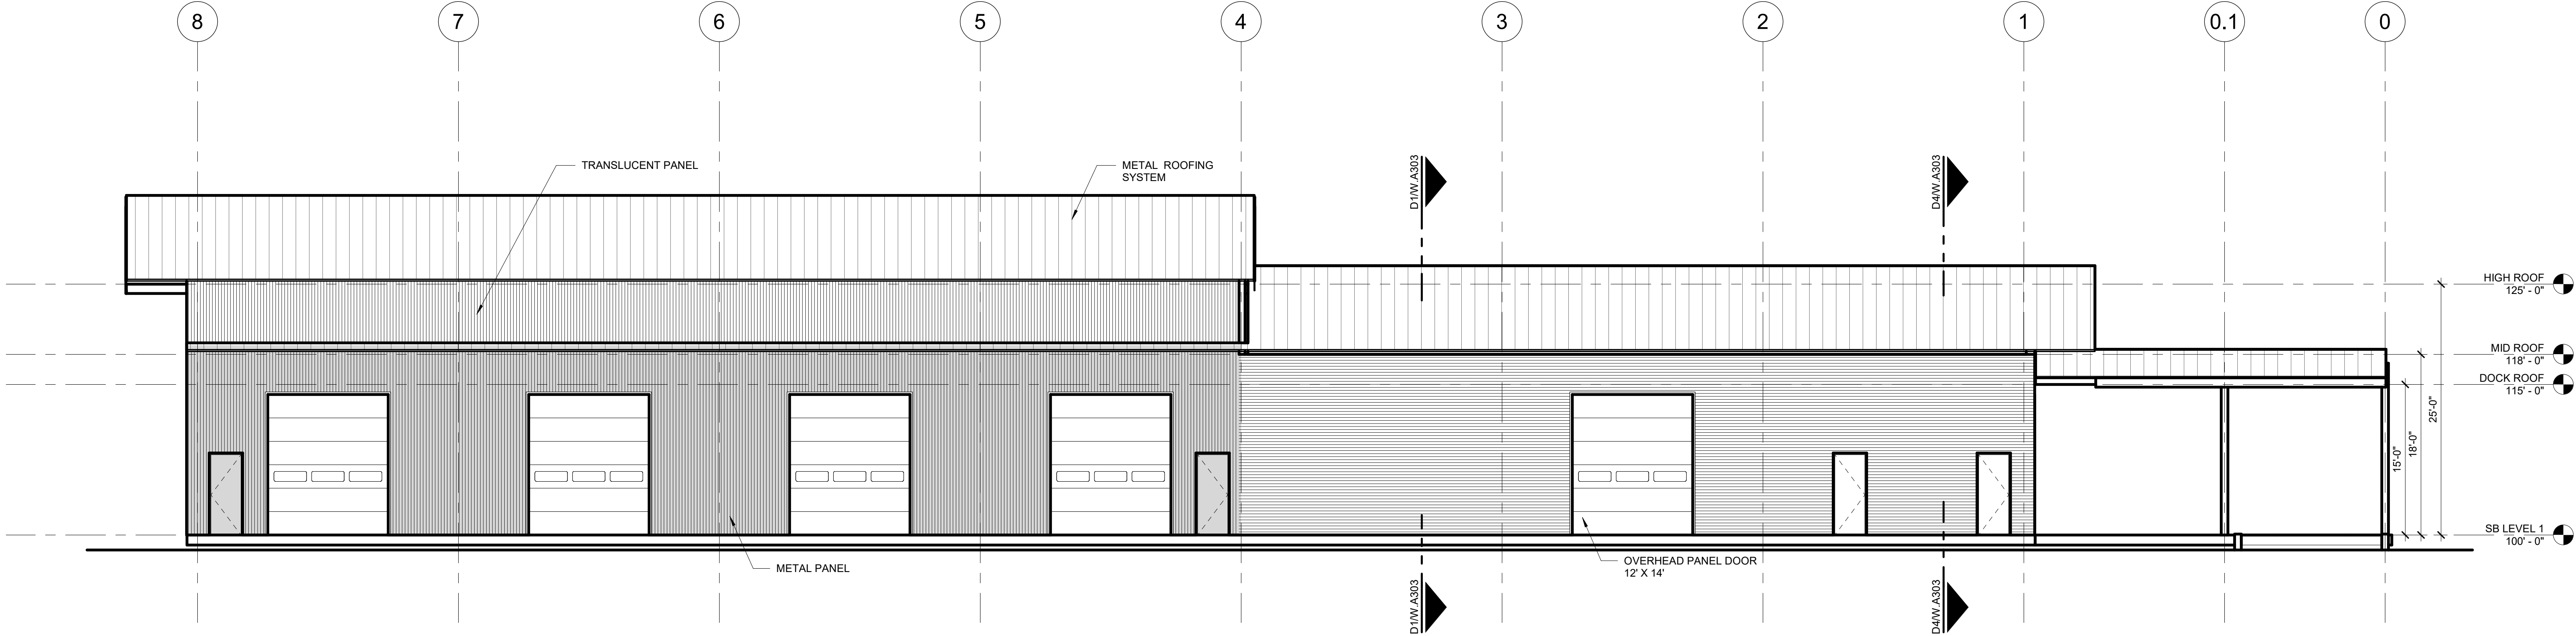 8
7
6
5
4
3
2
1
0.1
0
TRANSLUCENT PANEL
METAL ROOFING
SYSTEM
D1/W.A303
D4/W.A303
HIGH ROOF
125' - 0"
MID ROOF
118' - 0"
DOCK ROOF
115' - 0"
25'-0"
18'-0"
15'-0"
SB LEVEL 1
100' - 0"
METAL PANEL
OVERHEAD PANEL DOOR
12' X 14'
D1/W.A303
D4/W.A303